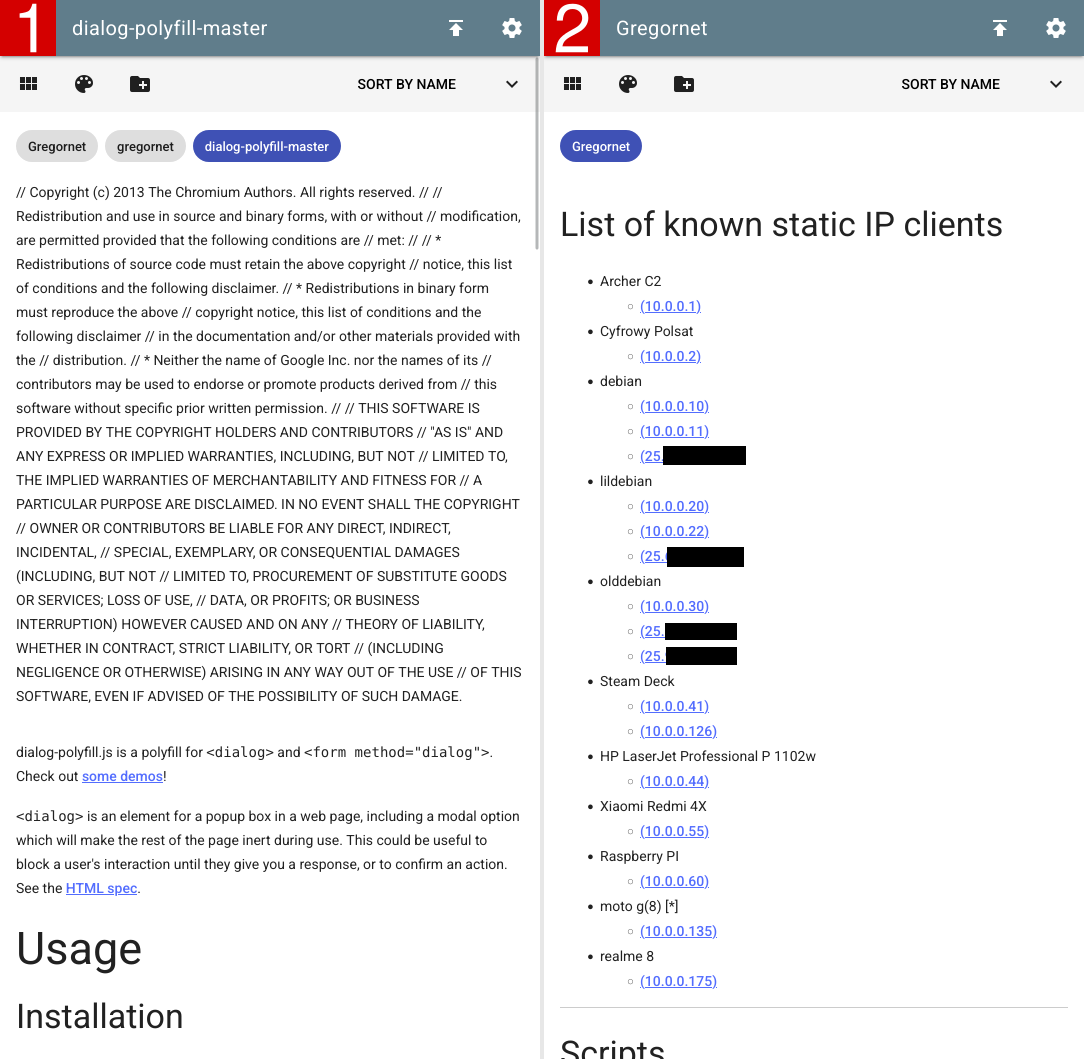 1
dialog-polyfill-master
SORT BY NAME
Gregornet
gregornet
dialog-polyfill-master
// Copyright (c) 2013 The Chromium Authors. All rights reserved. // //
Redistribution and use in source and binary forms, with or without // modification,
are permitted provided that the following conditions are // met: // // *
Redistributions of source code must retain the above copyright // notice, this list
of conditions and the following disclaimer. // * Redistributions in binary form
must reproduce the above // copyright notice, this list of conditions and the
following disclaimer // in the documentation and/or other materials provided with
the // distribution. // * Neither the name of Google Inc. nor the names of its //
contributors may be used to endorse or promote products derived from // this
software without specific prior written permission. // // THIS SOFTWARE IS
PROVIDED BY THE COPYRIGHT HOLDERS AND CONTRIBUTORS // "AS IS" AND
ANY EXPRESS OR IMPLIED WARRANTIES, INCLUDING, BUT NOT // LIMITED TO,
THE IMPLIED WARRANTIES OF MERCHANTABILITY AND FITNESS FOR // A
PARTICULAR PURPOSE ARE DISCLAIMED. IN NO EVENT SHALL THE COPYRIGHT
// OWNER OR CONTRIBUTORS BE LIABLE FOR ANY DIRECT, INDIRECT,
INCIDENTAL, // SPECIAL, EXEMPLARY, OR CONSEQUENTIAL DAMAGES
(INCLUDING, BUT NOT // LIMITED TO, PROCUREMENT OF SUBSTITUTE GOODS
OR SERVICES; LOSS OF USE, // DATA, OR PROFITS; OR BUSINESS
INTERRUPTION) HOWEVER CAUSED AND ON ANY // THEORY OF LIABILITY,
WHETHER IN CONTRACT, STRICT LIABILITY, OR TORT // (INCLUDING
NEGLIGENCE OR OTHERWISE) ARISING IN ANY WAY OUT OF THE USE // OF THIS
SOFTWARE, EVEN IF ADVISED OF THE POSSIBILITY OF SUCH DAMAGE.
dialog-polyfill.js is a polyfill for <dialog> and <form method="dialog">.
Check out some demos!
<dialog> is an element for a popup box in a web page, including a modal option
which will make the rest of the page inert during use. This could be useful to
block a user's interaction until they give you a response, or to confirm an action.
See the HTML spec.
Usage
Installation
2
Gregornet
SORT BY NAME
Gregornet
List of known static IP clients
Archer C2
(10.0.0.1)
Cyfrowy Polsat
(10.0.0.2)
debian
(10.0.0.10)
(10.0.0.11)
(25.
lildebian
(10.0.0.20)
(10.0.0.22)
(25.
olddebian
(10.0.0.30)
(25.
(25.
Steam Deck
(10.0.0.41)
(10.0.0.126)
HP LaserJet Professional P 1102w
(10.0.0.44)
Xiaomi Redmi 4X
(10.0.0.55)
Raspberry PI
(10.0.0.60)
moto g(8) [*]
(10.0.0.135)
realme 8
(10.0.0.175)
Scripts